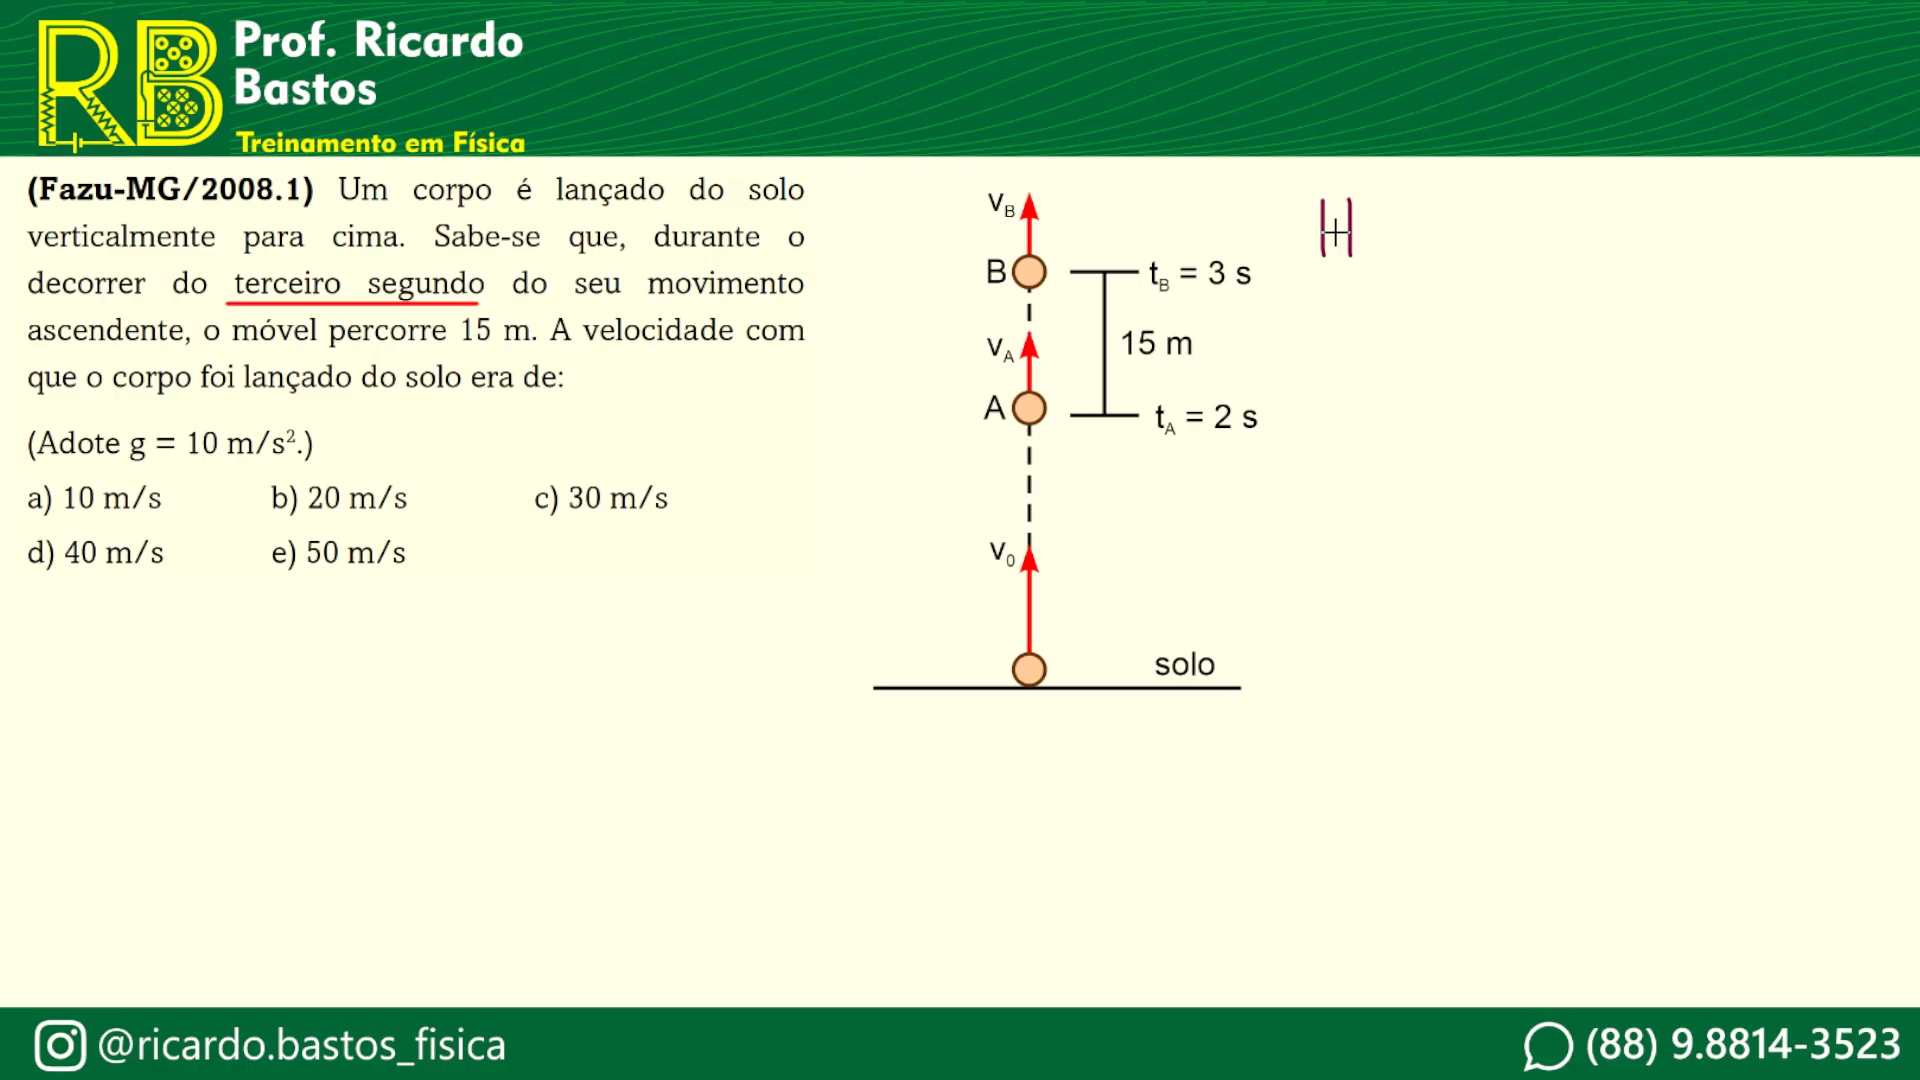 RB
Prof. Ricardo
Bastos
Treinamento em Física
(Fazu-MG/2008.1) Um corpo é lançado do solo
verticalmente para cima. Sabe-se que, durante o
decorrer do terceiro segundo do seu movimento
ascendente, o móvel percorre 15 m. A velocidade com
que o corpo foi lançado do solo era de:
(Adote g = 10 m/s².)
a) 10 m/s b) 20 m/s c) 30 m/s
d) 40 m/s e) 50 m/s
vB
B
tB = 3 s
vA
15 m
A
tA = 2 s
v0
solo
H
@ricardo.bastos_fisica
(88) 9.8814-3523